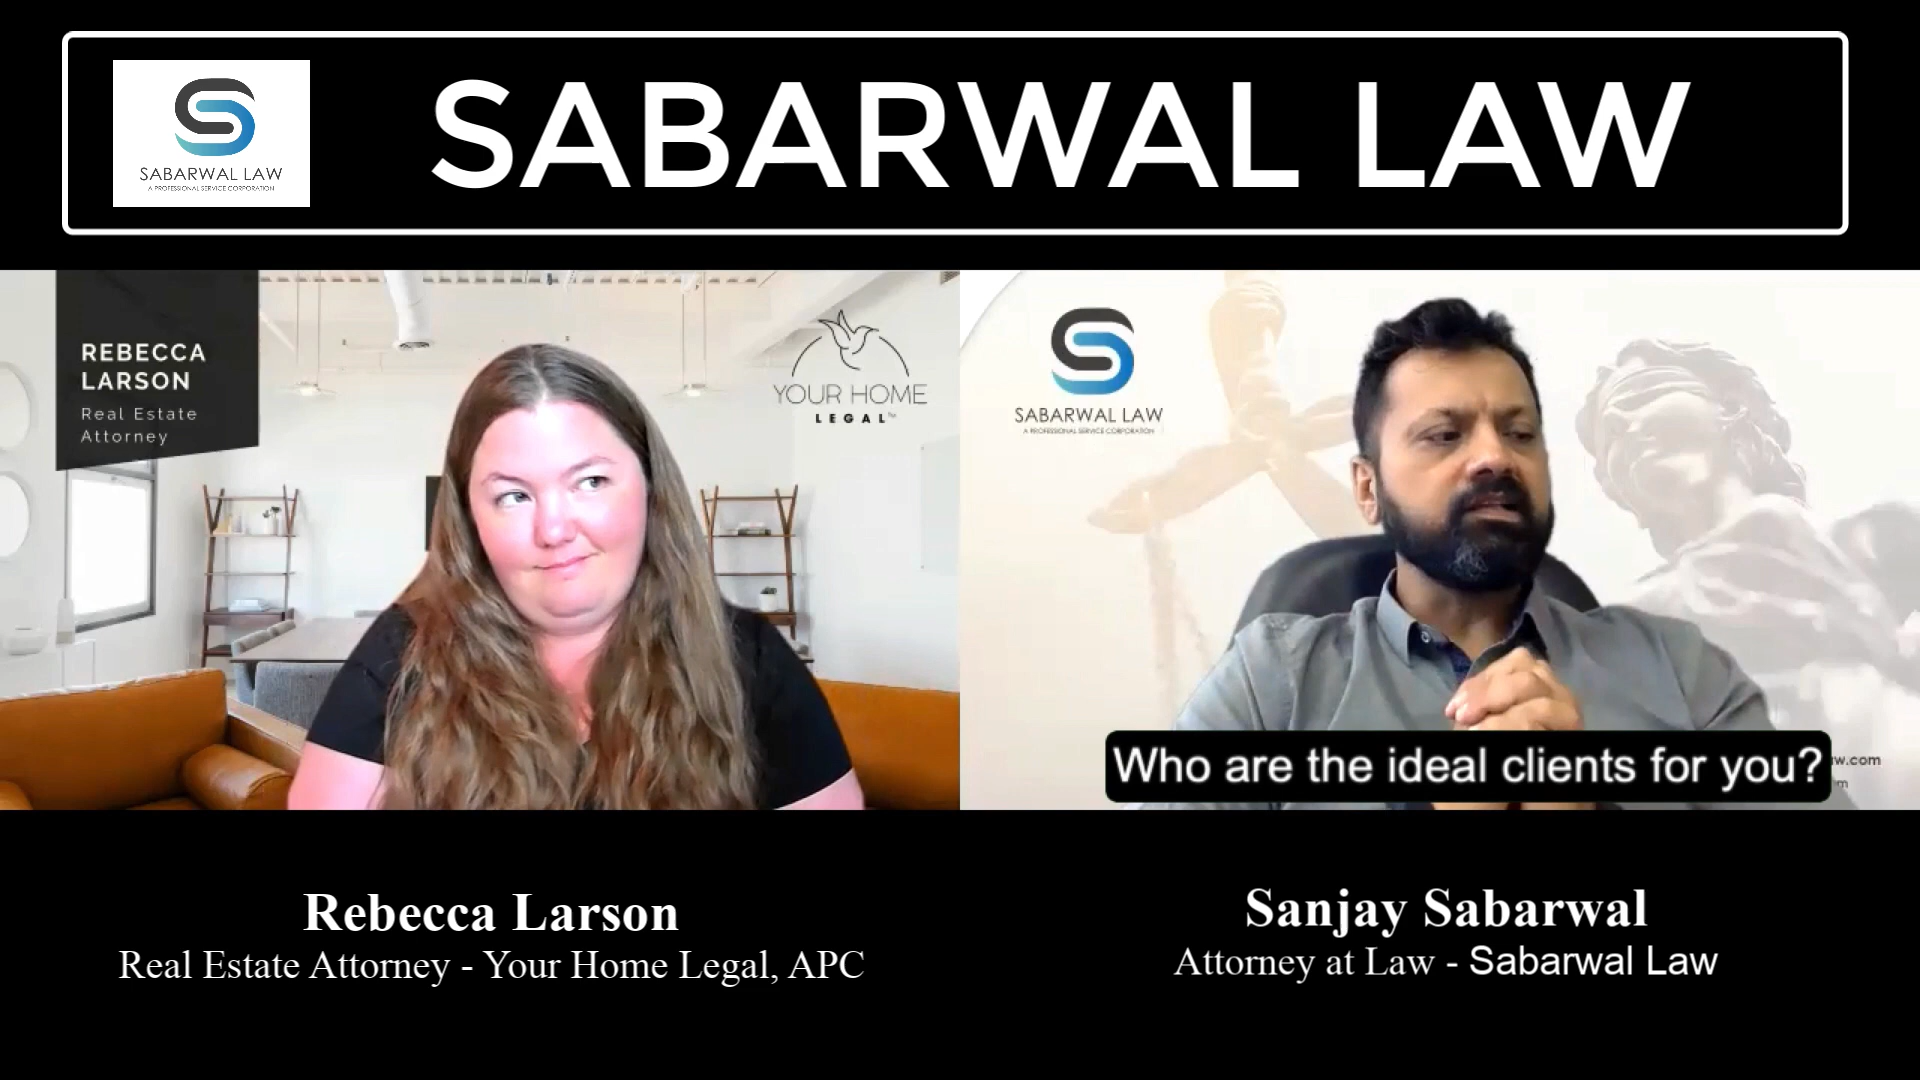 SABARWAL LAW
A PROFESSIONAL SERVICE CORPORATION
SABARWAL LAW
REBECCA
LARSON
Real Estate
Attorney
YOUR HOME
LEGAL
SABARWAL LAW
A PROFESSIONAL SERVICE CORPORATION
Who are the ideal clients for you?
w.com
Rebecca Larson
Real Estate Attorney - Your Home Legal, APC
Sanjay Sabarwal
Attorney at Law - Sabarwal Law